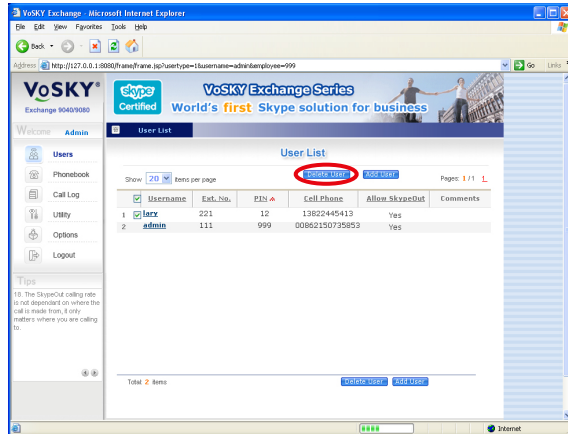 VoSKY Exchange - Microsoft Internet Explorer
File Edit View Favorites Tools Help
Back
Address http://127.0.0.1:8080/frame/frame.jsp?usertype=1&username=admin&employee=999 Go Links
VoSKY®
Exchange 9040/9080
skype Certified
VoSKY Exchange Series
World's first Skype solution for business
Welcome Admin
User List
Users
Phonebook
Call Log
Utility
Options
Logout
User List
Show 20 items per page Delete User Add User Pages: 1 / 1 1
Username Ext. No. PIN Cell Phone Allow SkypeOut Comments
1 lary 221 12 13822445413 Yes
2 admin 111 999 00862150735853 Yes
Tips
18. The SkypeOut calling rate
is not dependant on where the
call is made from, it only
matters where you are calling
to.
Total 2 items Delete User Add User
Internet